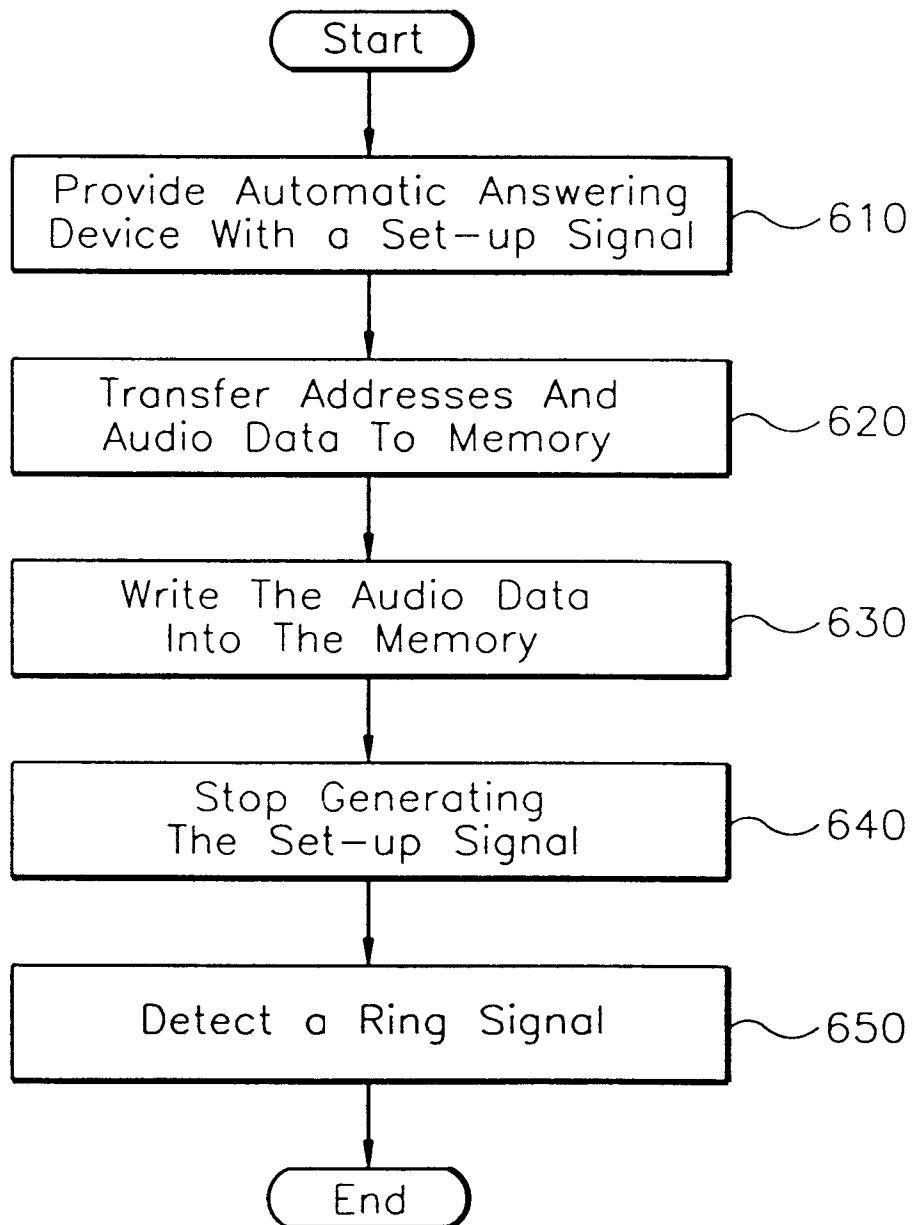 Start
Provide Automatic Answering
Device With a Set-up Signal
610
Transfer Addresses And
Audio Data To Memory
620
Write The Audio Data
Into The Memory
630
Stop Generating
The Set-up Signal
640
Detect a Ring Signal
650
End